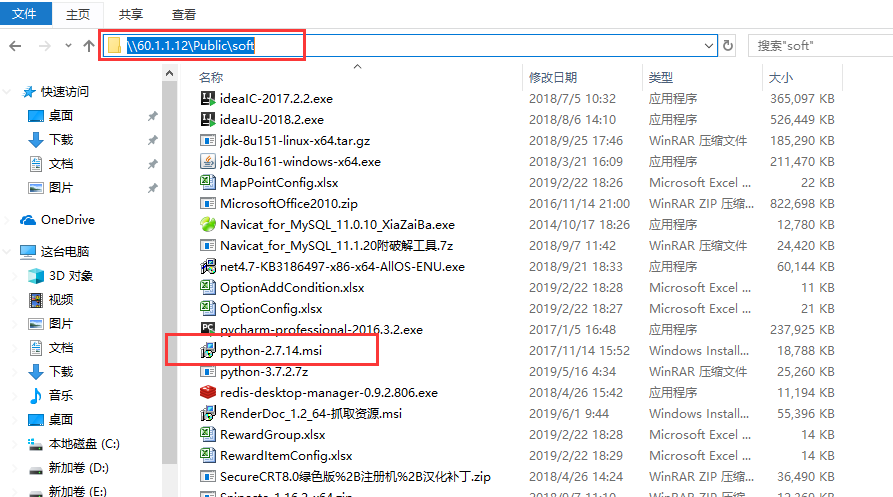 文件 主页 共享 查看
\\60.1.1.12\Public\soft 搜索"soft"
名称 修改日期 类型 大小
快速访问
桌面
下载
文档
图片
OneDrive
这台电脑
3D 对象
视频
图片
文档
下载
音乐
桌面
本地磁盘 (C:)
新加卷 (D:)
新加卷 (E:)
ideaIC-2017.2.2.exe 2018/7/5 10:32 应用程序 365,097 KB
ideaIU-2018.2.exe 2018/8/6 14:10 应用程序 526,449 KB
jdk-8u151-linux-x64.tar.gz 2018/9/25 17:46 WinRAR 压缩文件 185,290 KB
jdk-8u161-windows-x64.exe 2018/3/21 16:09 应用程序 211,470 KB
MapPointConfig.xlsx 2019/2/22 18:26 Microsoft Excel ... 22 KB
MicrosoftOffice2010.zip 2016/11/14 21:00 WinRAR ZIP 压缩... 822,698 KB
Navicat_for_MySQL_11.0.10_XiaZaiBa.exe 2014/10/17 18:26 应用程序 12,780 KB
Navicat_for_MySQL_11.1.20附破解工具.7z 2018/9/7 11:42 WinRAR 压缩文件 24,420 KB
net4.7-KB3186497-x86-x64-AllOS-ENU.exe 2018/9/21 18:33 应用程序 60,144 KB
OptionAddCondition.xlsx 2019/2/22 18:28 Microsoft Excel ... 11 KB
OptionConfig.xlsx 2019/2/22 18:27 Microsoft Excel ... 21 KB
pycharm-professional-2016.3.2.exe 2017/1/5 16:48 应用程序 237,925 KB
python-2.7.14.msi 2017/11/14 15:52 Windows Install... 18,788 KB
python-3.7.2.7z 2019/5/16 4:34 WinRAR 压缩文件 25,260 KB
redis-desktop-manager-0.9.2.806.exe 2018/4/26 15:42 应用程序 11,194 KB
RenderDoc_1.2_64-抓取资源.msi 2019/6/1 9:44 Windows Install... 55,396 KB
RewardGroup.xlsx 2019/2/22 18:28 Microsoft Excel ... 14 KB
RewardItemConfig.xlsx 2019/2/22 18:29 Microsoft Excel ... 14 KB
SecureCRT8.0绿色版%2B注册机%2B汉化补丁.zip 2018/4/26 14:24 WinRAR ZIP 压缩... 36,490 KB